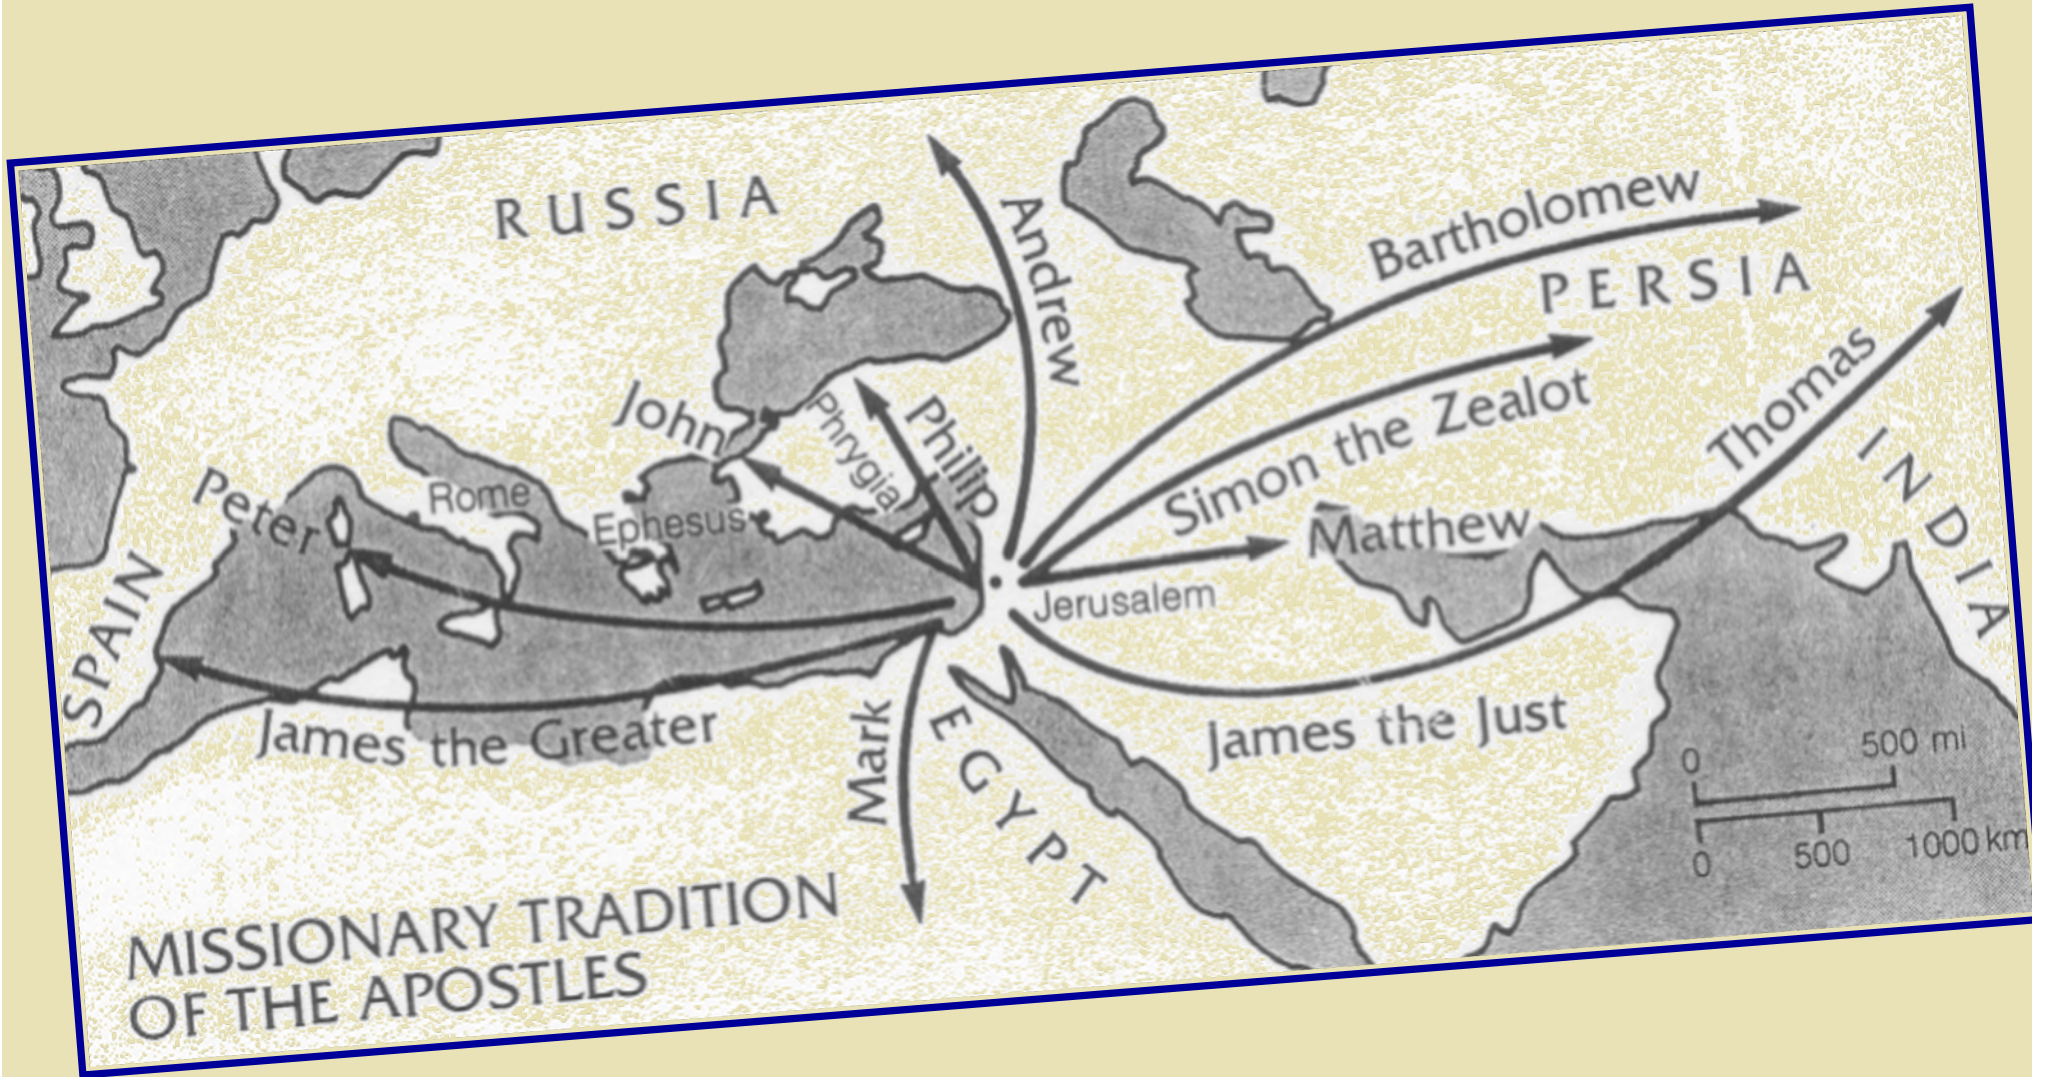 RUSSIA
Andrew
Bartholomew
PERSIA
John
Phrygia
Philip
Simon the Zealot
Thomas
INDIA
Peter
Rome
Ephesus
Matthew
Jerusalem
SPAIN
James the Greater
Mark
EGYPT
James the Just
0 500 mi
0 500 1000 km
MISSIONARY TRADITION
OF THE APOSTLES